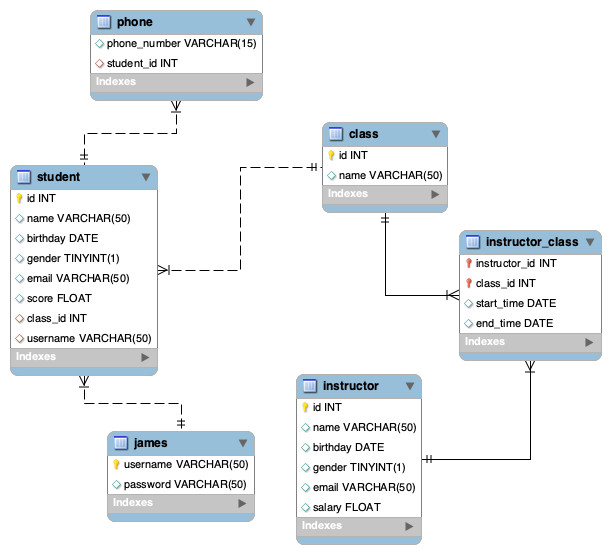 phone
phone_number VARCHAR(15)
student_id INT
Indexes
student
id INT
name VARCHAR(50)
birthday DATE
gender TINYINT(1)
email VARCHAR(50)
score FLOAT
class_id INT
username VARCHAR(50)
Indexes
class
id INT
name VARCHAR(50)
Indexes
instructor_class
instructor_id INT
class_id INT
start_time DATE
end_time DATE
Indexes
instructor
id INT
name VARCHAR(50)
birthday DATE
gender TINYINT(1)
email VARCHAR(50)
salary FLOAT
Indexes
james
username VARCHAR(50)
password VARCHAR(50)
Indexes